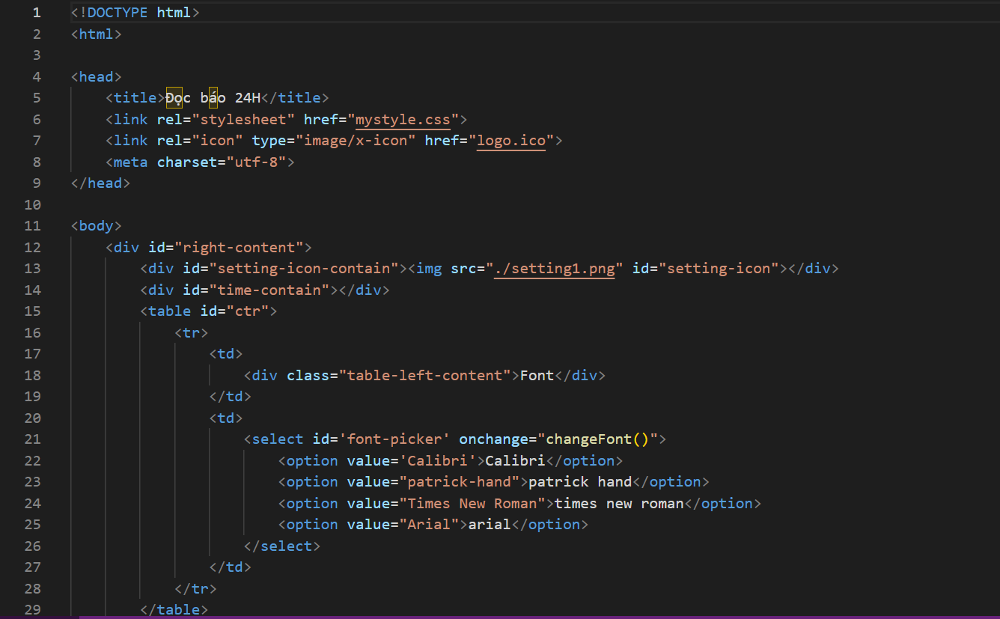 1 <!DOCTYPE html>
2 <html>
3
4 <head>
5 <title>Đọc báo 24H</title>
6 <link rel="stylesheet" href="mystyle.css">
7 <link rel="icon" type="image/x-icon" href="logo.ico">
8 <meta charset="utf-8">
9 </head>
10
11 <body>
12 <div id="right-content">
13 <div id="setting-icon-contain"><img src="./setting1.png" id="setting-icon"></div>
14 <div id="time-contain"></div>
15 <table id="ctr">
16 <tr>
17 <td>
18 <div class="table-left-content">Font</div>
19 </td>
20 <td>
21 <select id='font-picker' onchange="changeFont()">
22 <option value='Calibri'>Calibri</option>
23 <option value="patrick-hand">patrick hand</option>
24 <option value="Times New Roman">times new roman</option>
25 <option value="Arial">arial</option>
26 </select>
27 </td>
28 </tr>
29 </table>